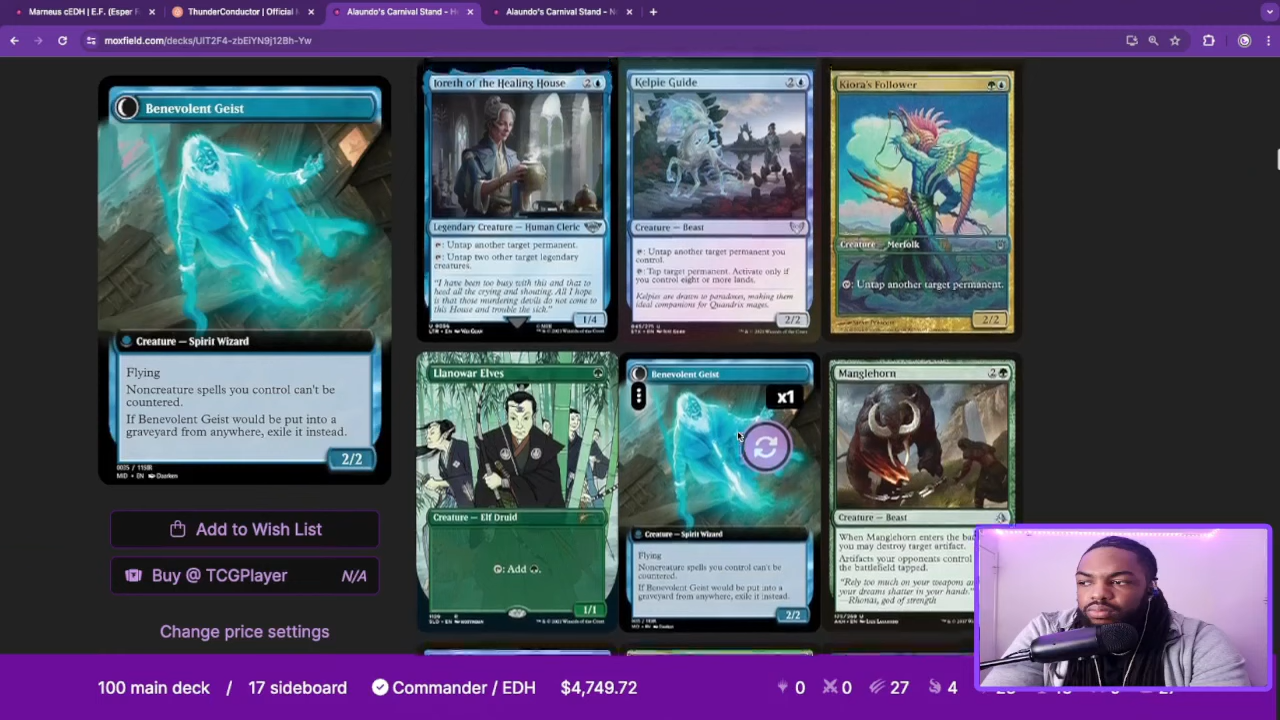 Marneus cEDH | E.F. (Esper
ThunderConductor | Official
Alaundo's Carnival Stand -
Alaundo's Carnival Stand -
moxfield.com/decks/UIT2F4-zbEiYN9j12Bh-Yw
Benevolent Geist
Creature — Spirit Wizard
Flying
Noncreature spells you control can't be
countered.
If Benevolent Geist would be put into a
graveyard from anywhere, exile it instead.
2/2
Add to Wish List
Buy @ TCGPlayer N/A
Change price settings
Ioreth of the Healing House 2
Legendary Creature — Human Cleric
: Untap another target permanent.
: Untap two other target legendary
creatures.
"I have been too busy with this and that to
heed all the crying and shouting. All I hope
is that those murdering devils do not come to
this House and trouble the sick."
1/4
Kelpie Guide 2
Creature — Beast
: Untap another target permanent you
control.
: Tap target permanent. Activate only if
you control eight or more lands.
Kelpies are drawn to paradoxes, making them
ideal companions for Quandrix mages.
2/2
Kiora's Follower
Creature — Merfolk
: Untap another target permanent.
2/2
Llanowar Elves
Creature — Elf Druid
: Add
1/1
Benevolent Geist
x1
Creature — Spirit Wizard
Flying
Noncreature spells you control can't be
countered.
If Benevolent Geist would be put into a
graveyard from anywhere, exile it instead.
2/2
Manglehorn 2
Creature — Beast
When Manglehorn enters the
you may destroy target artifact.
Artifacts your opponents control
the battlefield tapped.
"Rely too much on your weapons
your dreams shatter in your hands."
—Rhonas, god of strength
100 main deck / 17 sideboard Commander / EDH $4,749.72 0 0 27 4